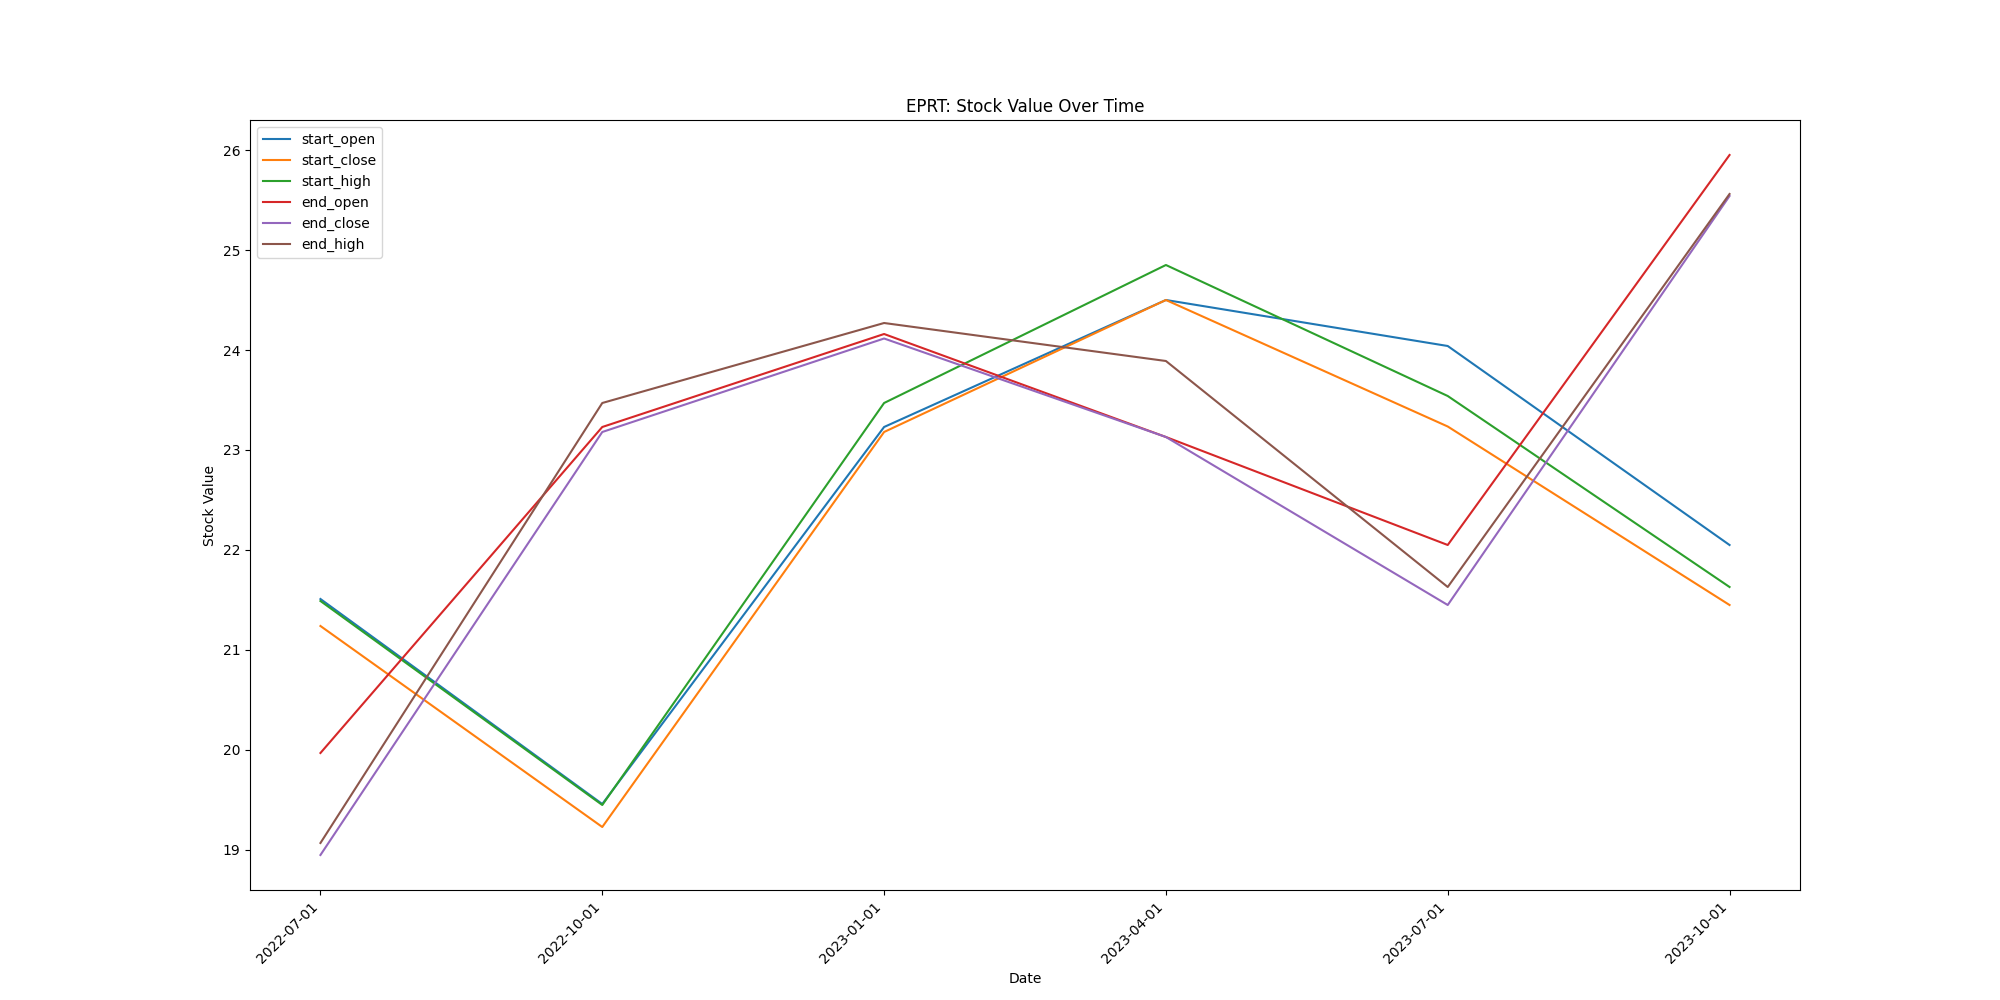 EPRT: Stock Value Over Time
start_open
start_close
start_high
end_open
end_close
end_high
26
25
24
23
22
21
20
19
Stock Value
2022-07-01
2022-10-01
2023-01-01
2023-04-01
2023-07-01
2023-10-01
Date